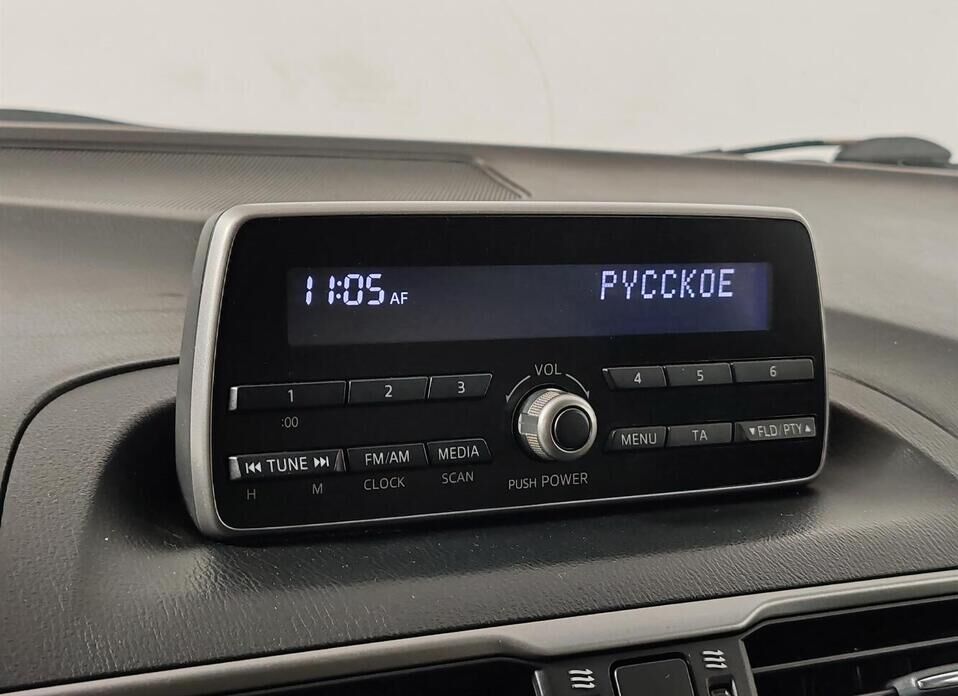 11:05 AF РУССКОЕ
VOL
1 2 3 4 5 6
:00
⏮ TUNE ⏭ FM/AM MEDIA MENU TA ▼FLD/PTY▲
H M CLOCK SCAN PUSH POWER